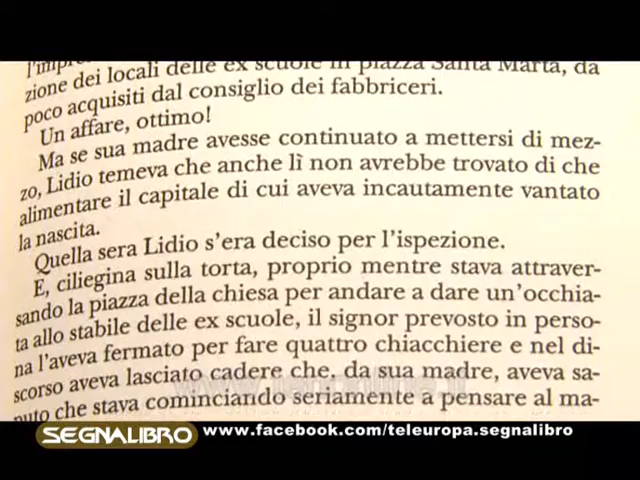 zione dei locali delle ex scuole in piazza Santa Marta, da
poco acquisiti dal consiglio dei fabbriceri.
Un affare, ottimo!
Ma se sua madre avesse continuato a mettersi di mez-
zo, Lidio temeva che anche lì non avrebbe trovato di che
alimentare il capitale di cui aveva incautamente vantato
la nascita.
Quella sera Lidio s'era deciso per l'ispezione.
E, ciliegina sulla torta, proprio mentre stava attraver-
sando la piazza della chiesa per andare a dare un'occhia-
ta allo stabile delle ex scuole, il signor prevosto in perso-
na l'aveva fermato per fare quattro chiacchiere e nel di-
scorso aveva lasciato cadere che, da sua madre, aveva sa-
puto che stava cominciando seriamente a pensare al ma-
SEGNALIBRO
www.facebook.com/teleuropa.segnalibro